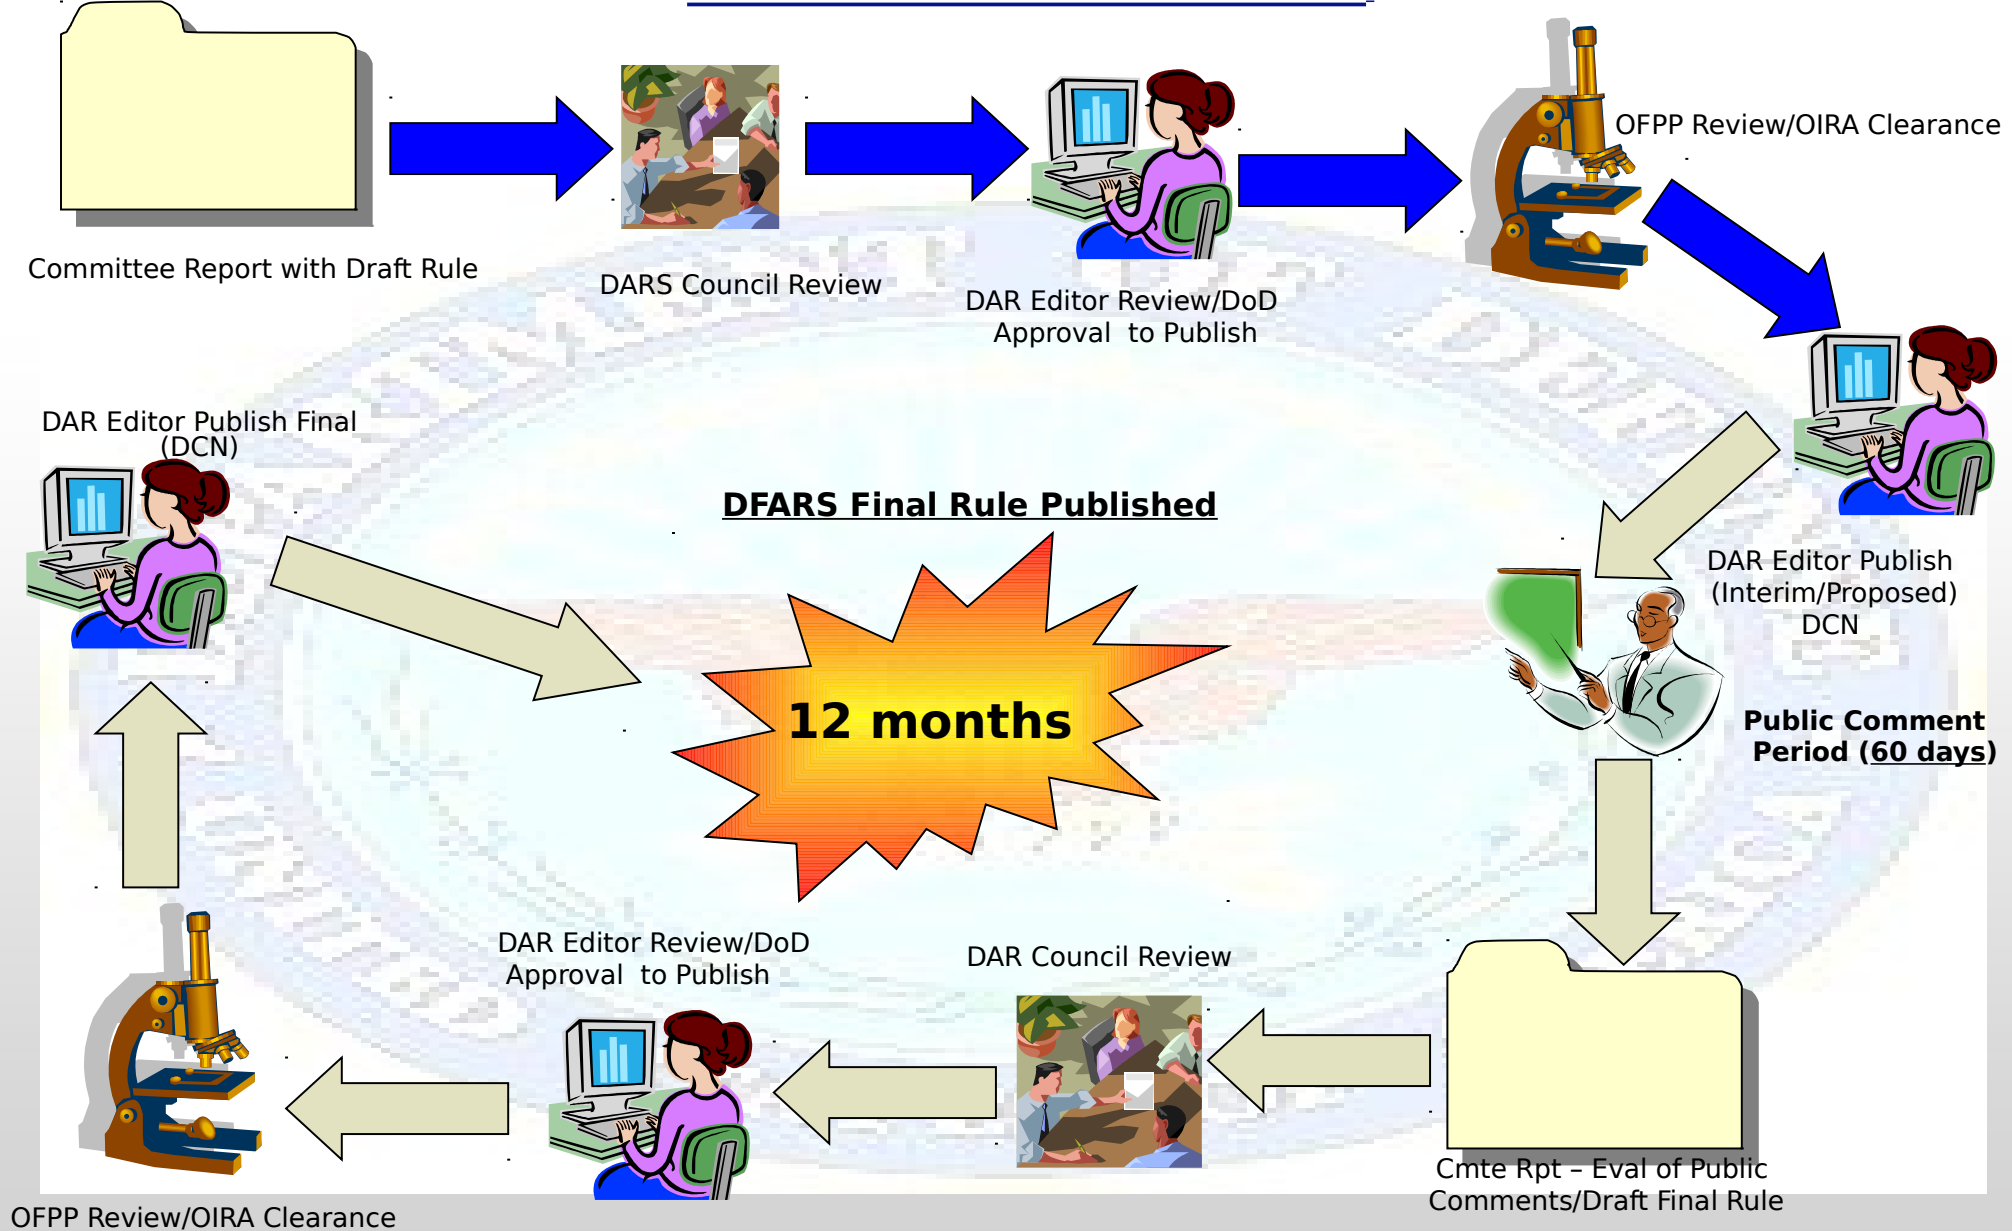 OFPP Review/OIRA Clearance
Committee Report with Draft Rule
DARS Council Review
DAR Editor Review/DoD
Approval  to Publish
DAR Editor Publish
(Interim/Proposed)
DCN
Public Comment
Period (60 days)
Cmte Rpt – Eval of Public
Comments/Draft Final Rule
DAR Council Review
DAR Editor Review/DoD
Approval  to Publish
OFPP Review/OIRA Clearance
DAR Editor Publish Final
(DCN)
DFARS Final Rule Published
12 months